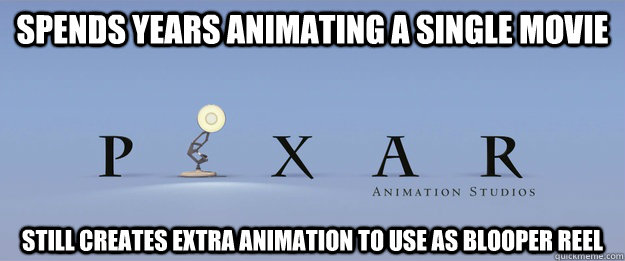 SPENDS YEARS ANIMATING A SINGLE MOVIE
P X A R
ANIMATION STUDIOS
STILL CREATES EXTRA ANIMATION TO USE AS BLOOPER REEL
quickmeme.com